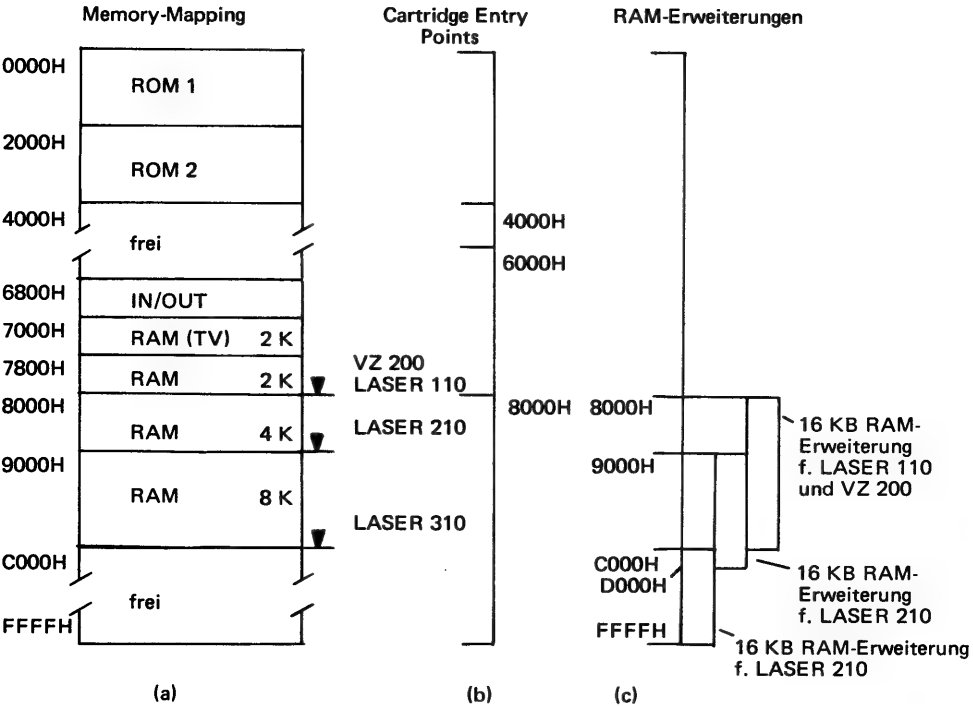 Memory-Mapping
0000H
ROM 1
2000H
ROM 2
4000H
frei
6800H
IN/OUT
7000H
RAM (TV) 2 K
7800H
RAM 2 K
8000H
RAM 4 K
9000H
RAM 8 K
C000H
frei
FFFFH
(a)
VZ 200
LASER 110
LASER 210
LASER 310
Cartridge Entry
Points
4000H
6000H
8000H
(b)
RAM-Erweiterungen
8000H
9000H
C000H
D000H
FFFFH
16 KB RAM-
Erweiterung
f. LASER 110
und VZ 200
16 KB RAM-
Erweiterung
f. LASER 210
16 KB RAM-Erweiterung
f. LASER 210
(c)